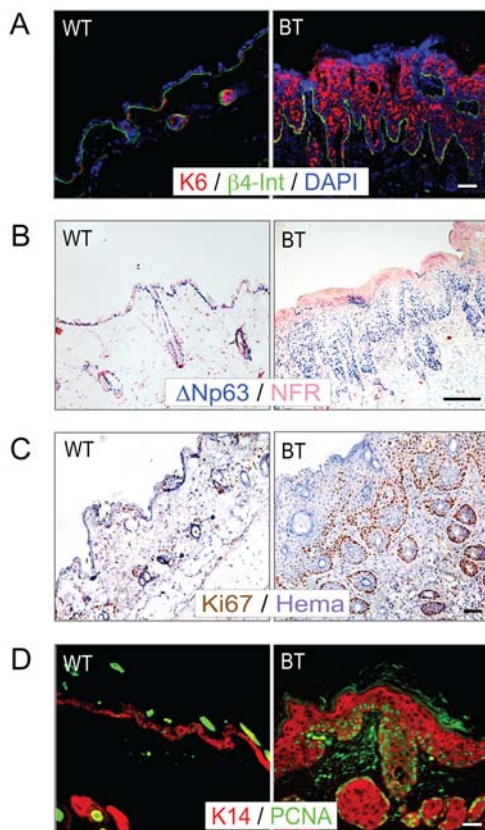 A
WT
BT
K6 / β4-Int / DAPI
B
WT
BT
ΔNp63 / NFR
C
WT
BT
Ki67 / Hema
D
WT
BT
K14 / PCNA